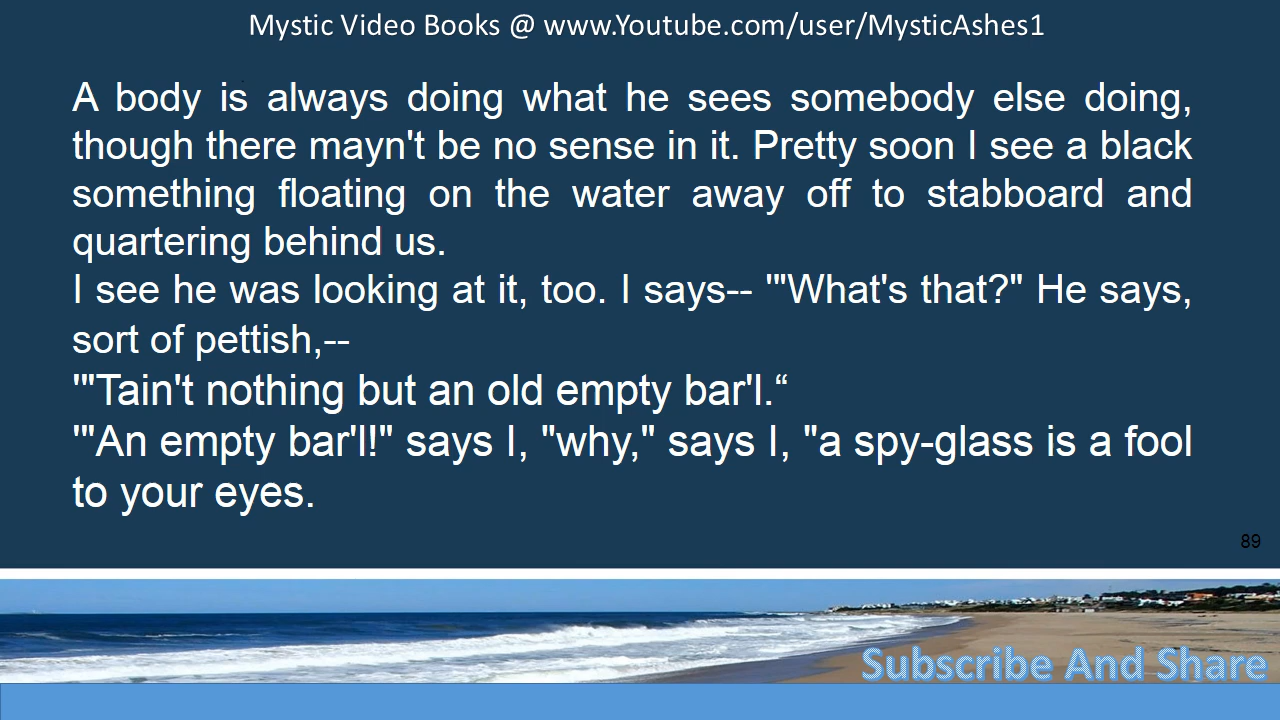 Mystic Video Books @ www.Youtube.com/user/MysticAshes1
A body is always doing what he sees somebody else doing,
though there mayn't be no sense in it. Pretty soon I see a black
something floating on the water away off to stabboard and
quartering behind us.
I see he was looking at it, too. I says-- '"What's that?" He says,
sort of pettish,--
'"Tain't nothing but an old empty bar'l.“
'"An empty bar'l!" says I, "why," says I, "a spy-glass is a fool
to your eyes.
89
Subscribe And Share